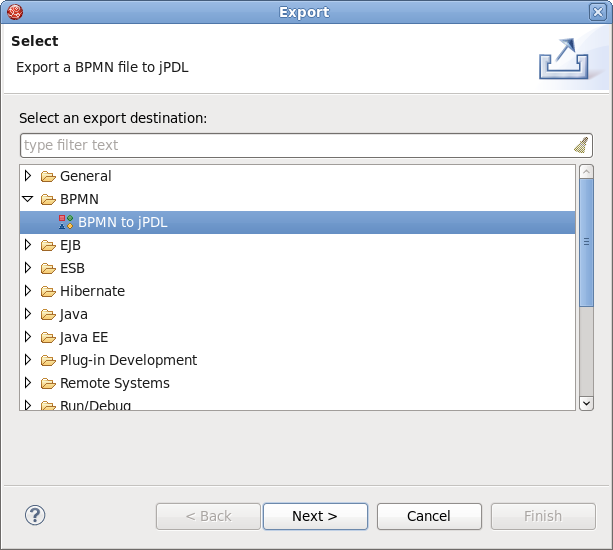 Export
Select
Export a BPMN file to jPDL
Select an export destination:
type filter text
General
BPMN
BPMN to jPDL
EJB
ESB
Hibernate
Java
Java EE
Plug-in Development
Remote Systems
Run/Debug
?
< Back
Next >
Cancel
Finish